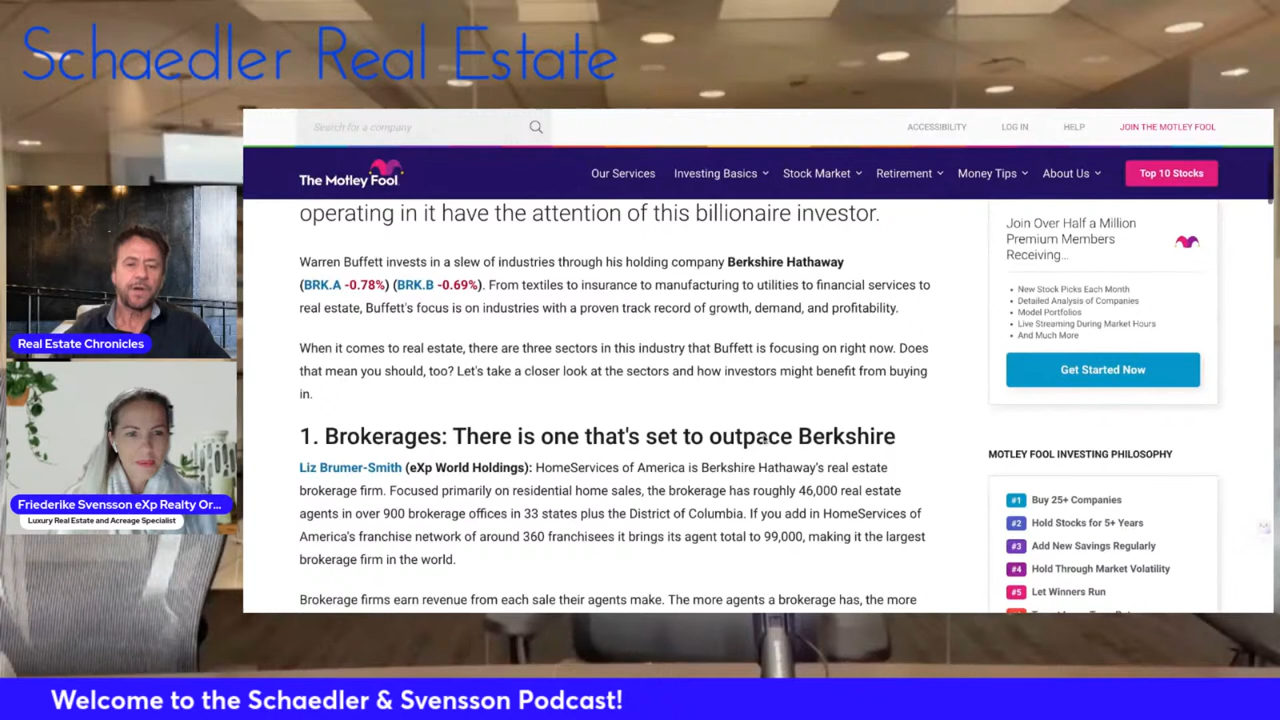 Schaedler Real Estate
Search for a company
ACCESSIBILITY
LOG IN
HELP
JOIN THE MOTLEY FOOL
The Motley Fool
Our Services
Investing Basics
Stock Market
Retirement
Money Tips
About Us
Top 10 Stocks
operating in it have the attention of this billionaire investor.
Warren Buffett invests in a slew of industries through his holding company Berkshire Hathaway
(BRK.A -0.78%) (BRK.B -0.69%). From textiles to insurance to manufacturing to utilities to financial services to
real estate, Buffett's focus is on industries with a proven track record of growth, demand, and profitability.
When it comes to real estate, there are three sectors in this industry that Buffett is focusing on right now. Does
that mean you should, too? Let's take a closer look at the sectors and how investors might benefit from buying
in.
1. Brokerages: There is one that's set to outpace Berkshire
Liz Brumer-Smith (eXp World Holdings): HomeServices of America is Berkshire Hathaway's real estate
brokerage firm. Focused primarily on residential home sales, the brokerage has roughly 46,000 real estate
agents in over 900 brokerage offices in 33 states plus the District of Columbia. If you add in HomeServices of
America's franchise network of around 360 franchisees it brings its agent total to 99,000, making it the largest
brokerage firm in the world.
Brokerage firms earn revenue from each sale their agents make. The more agents a brokerage has, the more
Join Over Half a Million
Premium Members
Receiving...
• New Stock Picks Each Month
• Detailed Analysis of Companies
• Model Portfolios
• Live Streaming During Market Hours
• And Much More
Get Started Now
MOTLEY FOOL INVESTING PHILOSOPHY
#1 Buy 25+ Companies
#2 Hold Stocks for 5+ Years
#3 Add New Savings Regularly
#4 Hold Through Market Volatility
#5 Let Winners Run
Real Estate Chronicles
Friederike Svensson eXp Realty Or...
Luxury Real Estate and Acreage Specialist
Welcome to the Schaedler & Svensson Podcast!